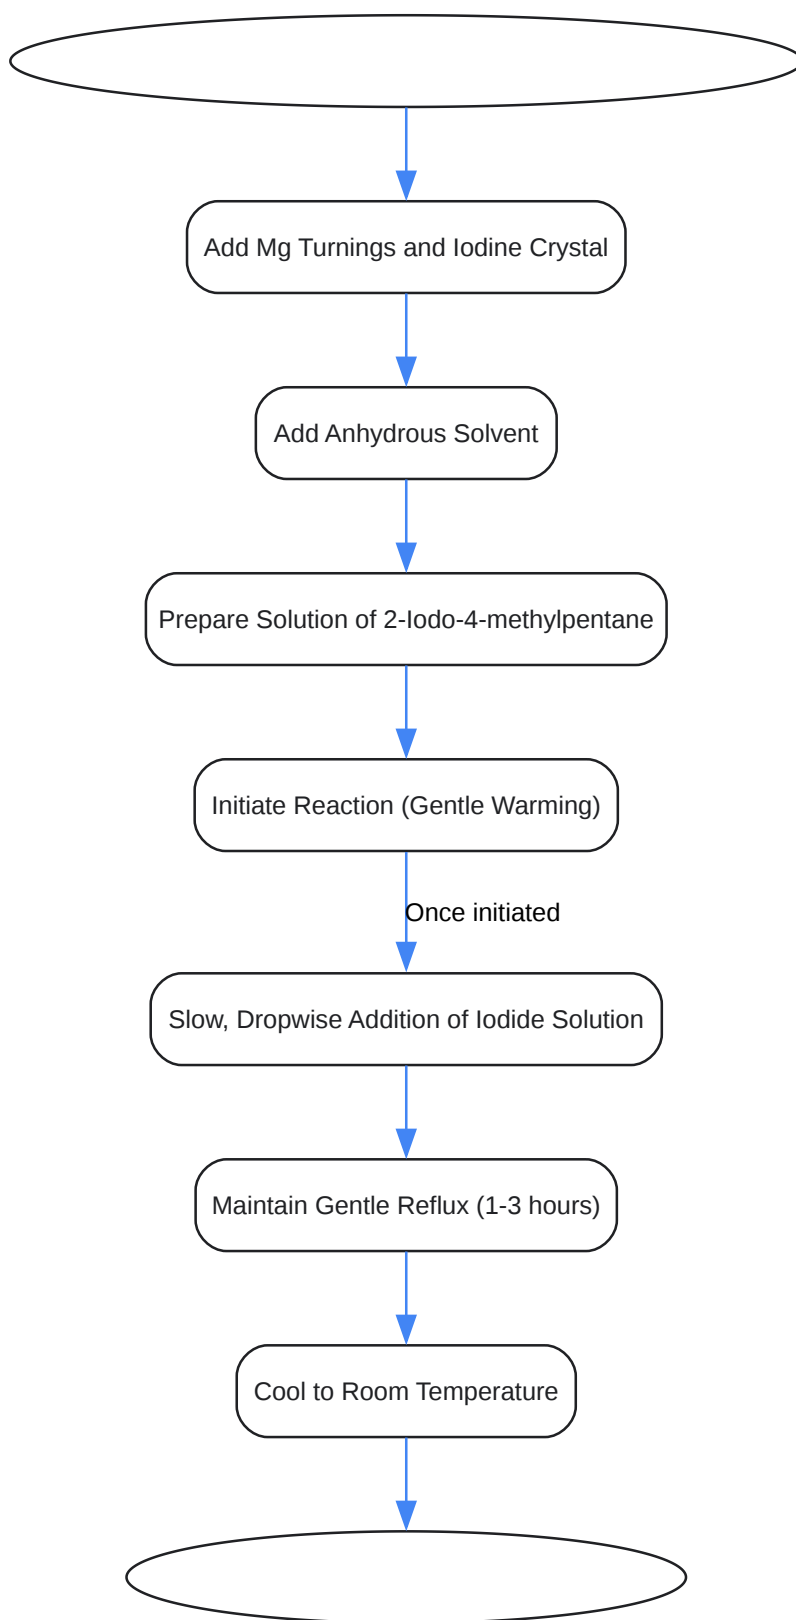 Add Mg Turnings and Iodine Crystal
Add Anhydrous Solvent
Prepare Solution of 2-Iodo-4-methylpentane
Initiate Reaction (Gentle Warming)
Once initiated
Slow, Dropwise Addition of Iodide Solution
Maintain Gentle Reflux (1-3 hours)
Cool to Room Temperature